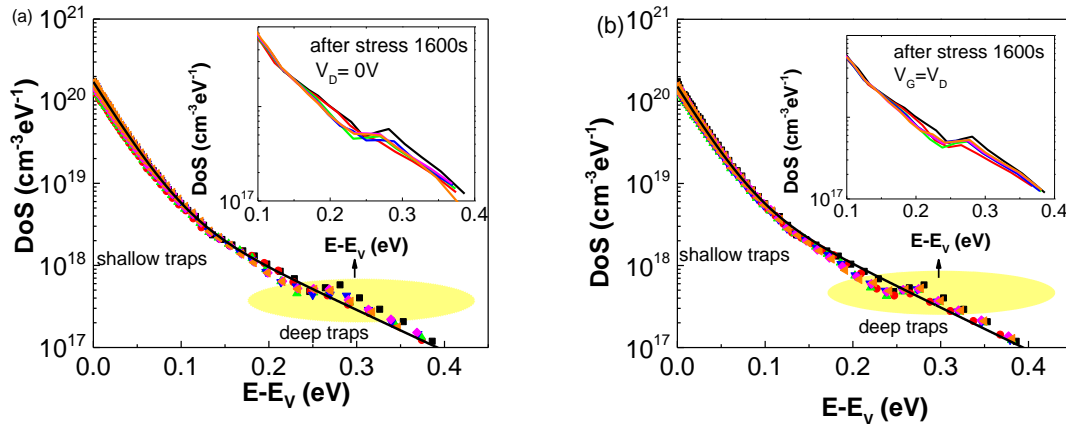 (a)
10^21
10^20
10^19
10^18
10^17
DoS (cm^-3eV^-1)
0.0 0.1 0.2 0.3 0.4
E-E_V (eV)
shallow traps
deep traps
after stress 1600s
V_D= 0V
DoS (cm^-3eV^-1)
10^17
0.1 0.2 0.3 0.4
E-E_V (eV)
(b)
10^21
10^20
10^19
10^18
10^17
DoS (cm^-3eV^-1)
0.0 0.1 0.2 0.3 0.4
E-E_V (eV)
shallow traps
deep traps
after stress 1600s
V_G=V_D
DoS (cm^-3eV^-1)
10^17
0.1 0.2 0.3 0.4
E-E_V (eV)